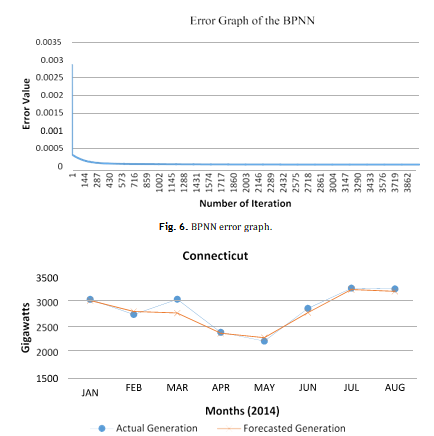 Error Graph of the BPNN
0.0035
0.003
0.0025
0.002
0.0015
0.001
0.0005
0
Error Value
1 144 287 430 573 716 859 1002 1145 1288 1431 1574 1717 1860 2003 2146 2289 2432 2575 2718 2861 3004 3147 3290 3433 3576 3719 3862
Number of Iteration
Fig. 6. BPNN error graph.
Connecticut
3500
3000
2500
2000
1500
Gigawatts
JAN FEB MAR APR MAY JUN JUL AUG
Months (2014)
Actual Generation Forecasted Generation